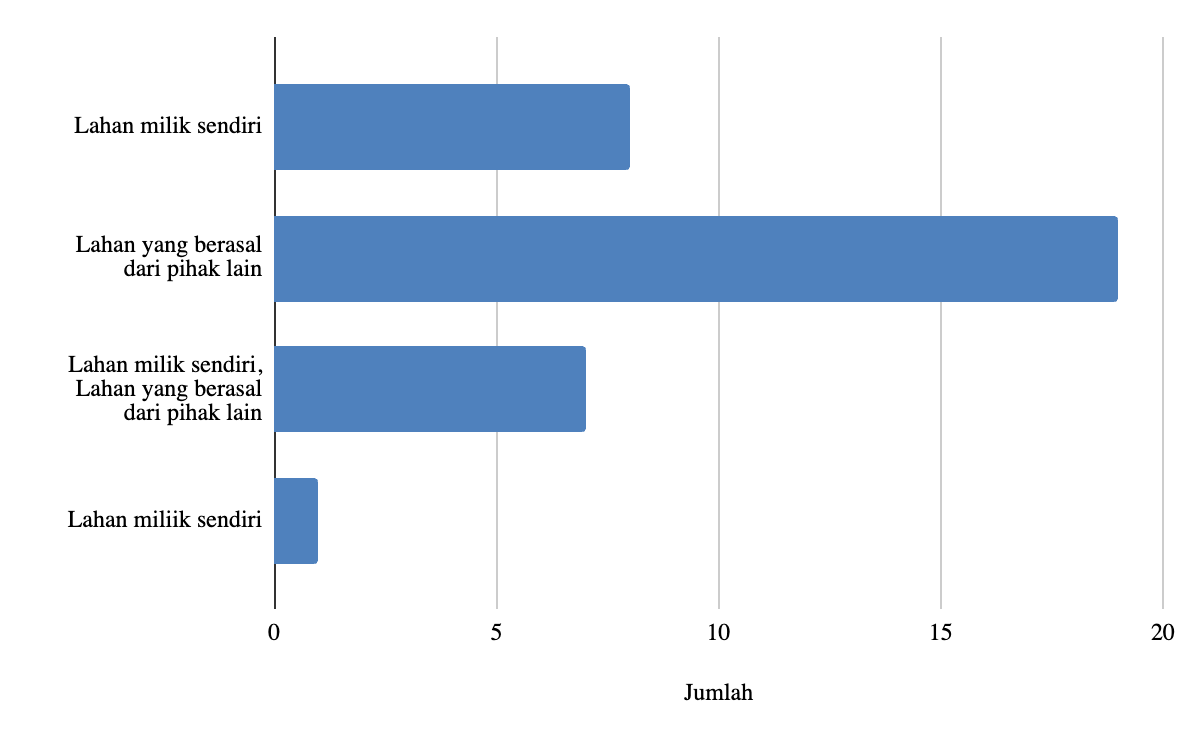 Lahan milik sendiri
Lahan yang berasal
dari pihak lain
Lahan milik sendiri,
Lahan yang berasal
dari pihak lain
Lahan miliik sendiri
0 5 10 15 20
Jumlah